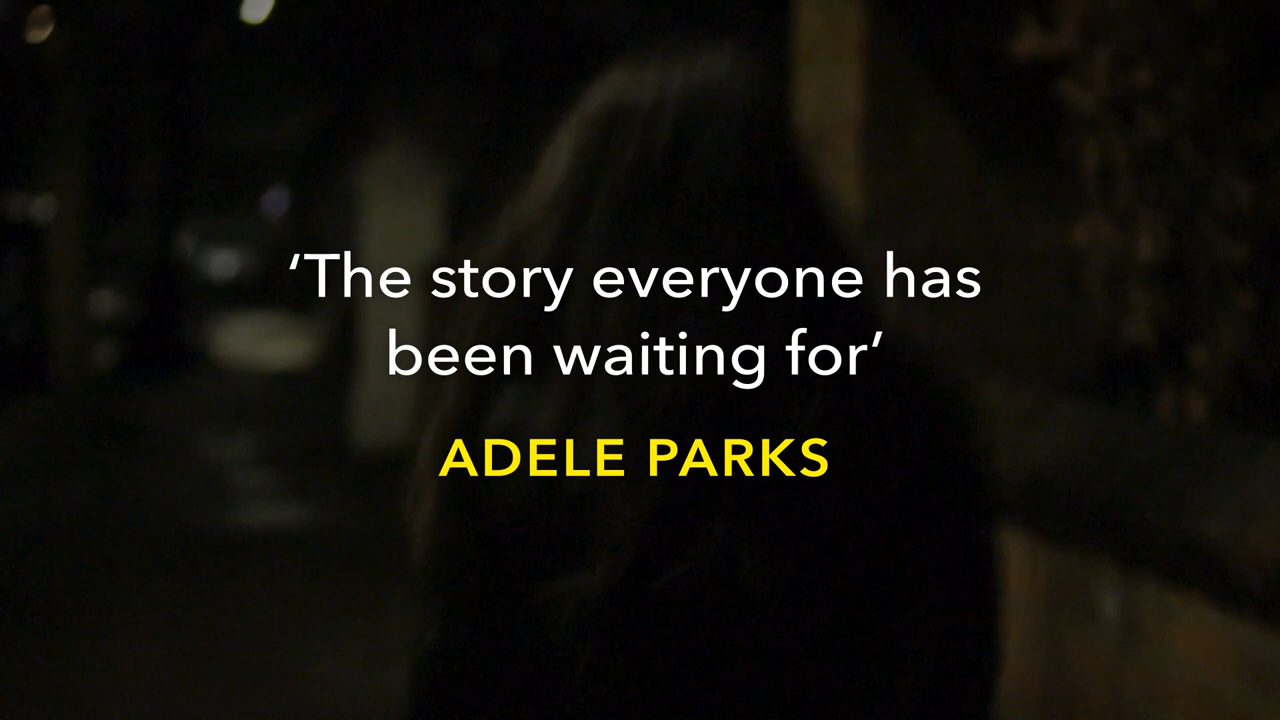 ‘The story everyone has
been waiting for’
ADELE PARKS